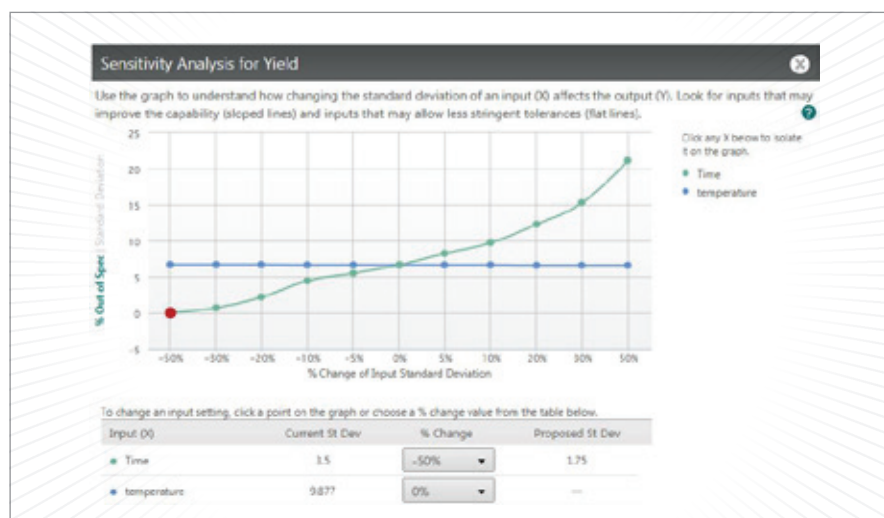 Sensitivity Analysis for Yield
Use the graph to understand how changing the standard deviation of an input (X) affects the output (Y). Look for inputs that may
improve the capability (sloped lines) and inputs that may allow less stringent tolerances (flat lines).
?
Click any X below to isolate
it on the graph.
Time
temperature
% Out of Spec | Standard Deviation
25
20
15
10
5
0
-5
-50% -30% -20% -10% -5% 0% 5% 10% 20% 30% 50%
% Change of Input Standard Deviation
To change an input setting, click a point on the graph or choose a % change value from the table below.
Input (X) Current St Dev % Change Proposed St Dev
Time 3.5 -50% 1.75
temperature 9.877 0% —